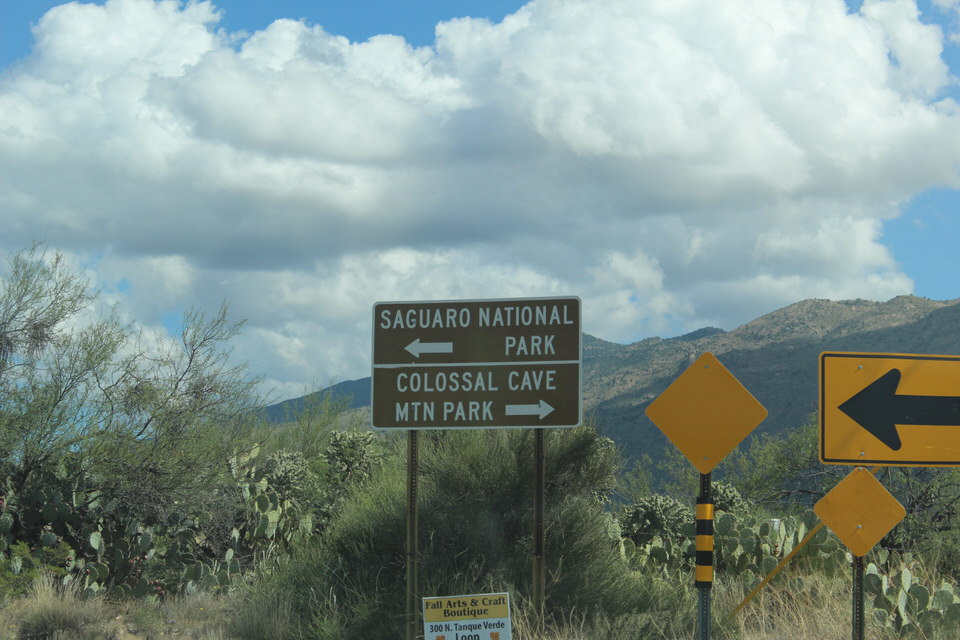 SAGUARO NATIONAL
PARK
COLOSSAL CAVE
MTN PARK
Fall Arts & Craft
Boutique
300 N. Tanque Verde
Loop